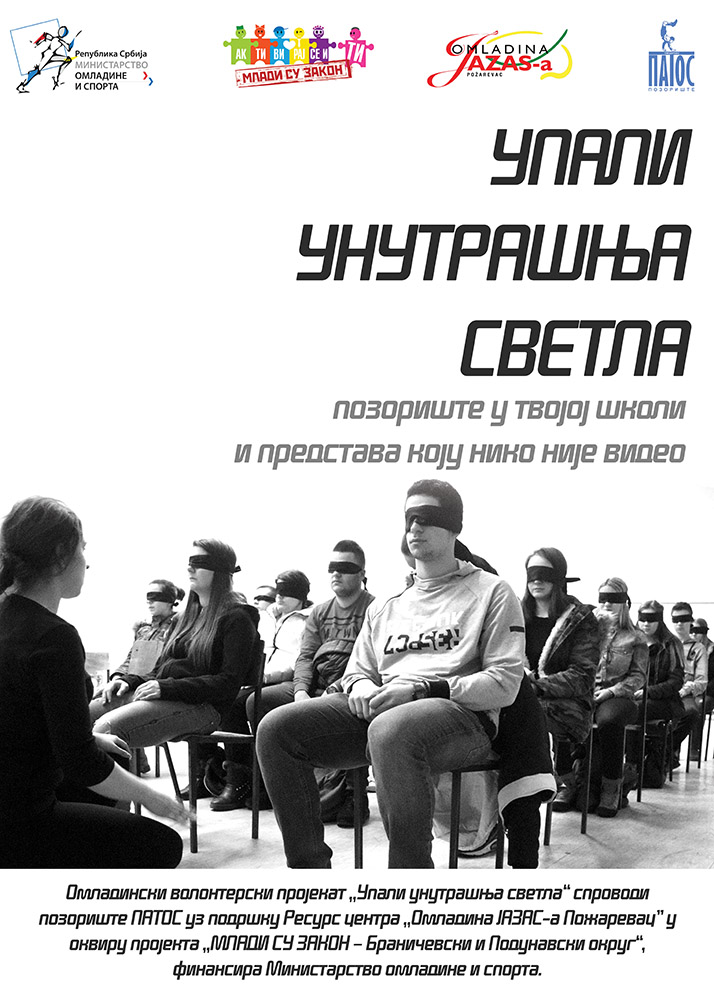 Република Србија
МИНИСТАРСТВО
ОМЛАДИНЕ
И СПОРТА
АК ТИ ВИ РАЈ СЕ И ТИ
МЛАДИ СУ ЗАКОН
OMLADINA
JAZAS-a
POŽAREVAC
ПАТОС
ПОЗОРИШТЕ
УПАЛИ
УНУТРАШЊА
СВЕТЛА
позориште у твојој школи
и представа коју нико није видео
Омладински волонтерски пројекат „Упали унутрашња светла“ спроводи
позориште ПАТОС уз подршку Ресурс центра „Омладина ЈАЗАС-а Пожаревац” у
оквиру пројекта „МЛАДИ СУ ЗАКОН – Браничевски и Подунавски округ“,
финансира Министарство омладине и спорта.